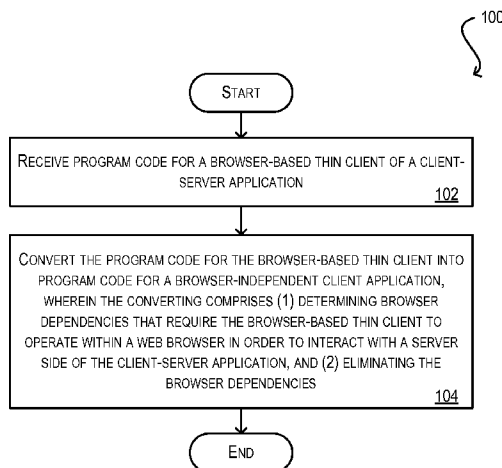 100
START
RECEIVE PROGRAM CODE FOR A BROWSER-BASED THIN CLIENT OF A CLIENT-
SERVER APPLICATION
102
CONVERT THE PROGRAM CODE FOR THE BROWSER-BASED THIN CLIENT INTO
PROGRAM CODE FOR A BROWSER-INDEPENDENT CLIENT APPLICATION,
WHEREIN THE CONVERTING COMPRISES (1) DETERMINING BROWSER
DEPENDENCIES THAT REQUIRE THE BROWSER-BASED THIN CLIENT TO
OPERATE WITHIN A WEB BROWSER IN ORDER TO INTERACT WITH A SERVER
SIDE OF THE CLIENT-SERVER APPLICATION, AND (2) ELIMINATING THE
BROWSER DEPENDENCIES
104
END